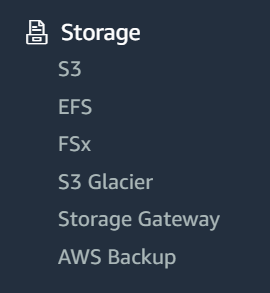 Storage
S3
EFS
FSx
S3 Glacier
Storage Gateway
AWS Backup